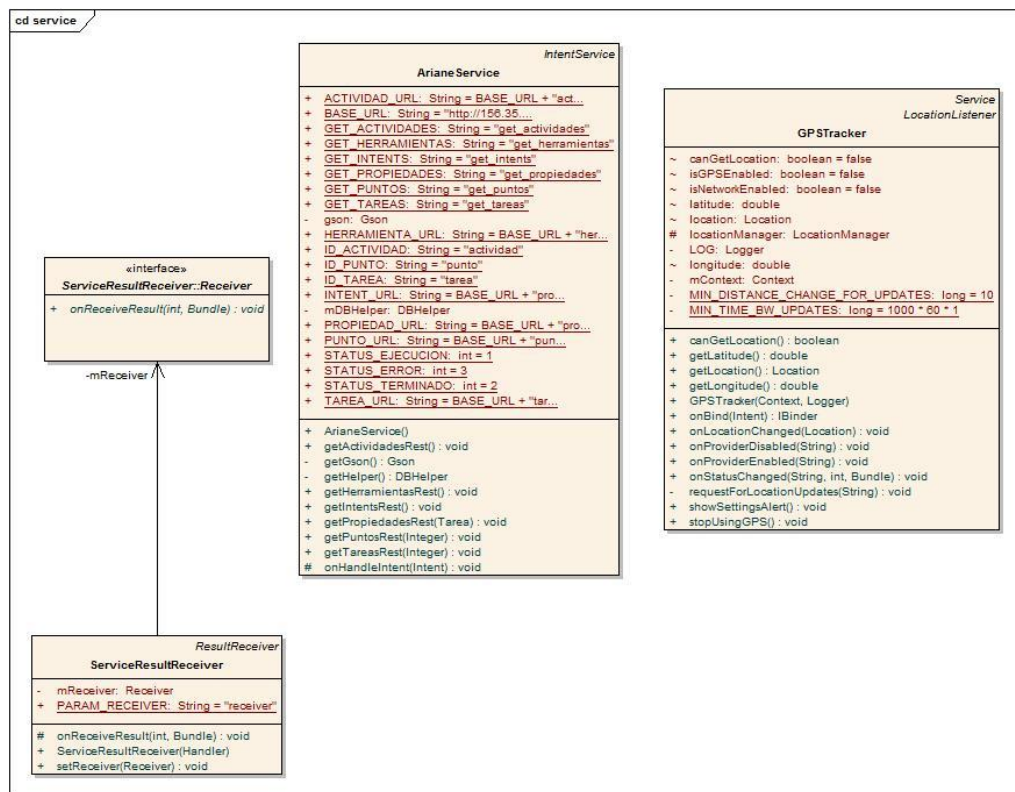 cd service
IntentService
ArianeService
+ ACTIVIDAD_URL: String = BASE_URL + "act...
+ BASE_URL: String = "http://156.35....
+ GET_ACTIVIDADES: String = "get_actividades"
+ GET_HERRAMIENTAS: String = "get_herramientas"
+ GET_INTENTS: String = "get_intents"
+ GET_PROPIEDADES: String = "get_propiedades"
+ GET_PUNTOS: String = "get_puntos"
+ GET_TAREAS: String = "get_tareas"
- gson: Gson
+ HERRAMIENTA_URL: String = BASE_URL + "her...
+ ID_ACTIVIDAD: String = "actividad"
+ ID_PUNTO: String = "punto"
+ ID_TAREA: String = "tarea"
+ INTENT_URL: String = BASE_URL + "pro...
- mDBHelper: DBHelper
+ PROPIEDAD_URL: String = BASE_URL + "pro...
+ PUNTO_URL: String = BASE_URL + "pun...
+ STATUS_EJECUCION: int = 1
+ STATUS_ERROR: int = 3
+ STATUS_TERMINADO: int = 2
+ TAREA_URL: String = BASE_URL + "tar...
+ ArianeService()
+ getActividadesRest() : void
- getGson() : Gson
- getHelper() : DBHelper
+ getHerramientasRest() : void
+ getIntentsRest() : void
+ getPropiedadesRest(Tarea) : void
+ getPuntosRest(Integer) : void
+ getTareasRest(Integer) : void
# onHandleIntent(Intent) : void
Service
LocationListener
GPSTracker
~ canGetLocation: boolean = false
~ isGPSEnabled: boolean = false
~ isNetworkEnabled: boolean = false
~ latitude: double
~ location: Location
# locationManager: LocationManager
- LOG: Logger
~ longitude: double
- mContext: Context
- MIN_DISTANCE_CHANGE_FOR_UPDATES: long = 10
- MIN_TIME_BW_UPDATES: long = 1000 * 60 * 1
+ canGetLocation() : boolean
+ getLatitude() : double
+ getLocation() : Location
+ getLongitude() : double
+ GPSTracker(Context, Logger)
+ onBind(Intent) : IBinder
+ onLocationChanged(Location) : void
+ onProviderDisabled(String) : void
+ onProviderEnabled(String) : void
+ onStatusChanged(String, int, Bundle) : void
- requestForLocationUpdates(String) : void
+ showSettingsAlert() : void
+ stopUsingGPS() : void
«interface»
ServiceResultReceiver::Receiver
+ onReceiveResult(int, Bundle) : void
-mReceiver
ResultReceiver
ServiceResultReceiver
- mReceiver: Receiver
+ PARAM_RECEIVER: String = "receiver"
# onReceiveResult(int, Bundle) : void
+ ServiceResultReceiver(Handler)
+ setReceiver(Receiver) : void